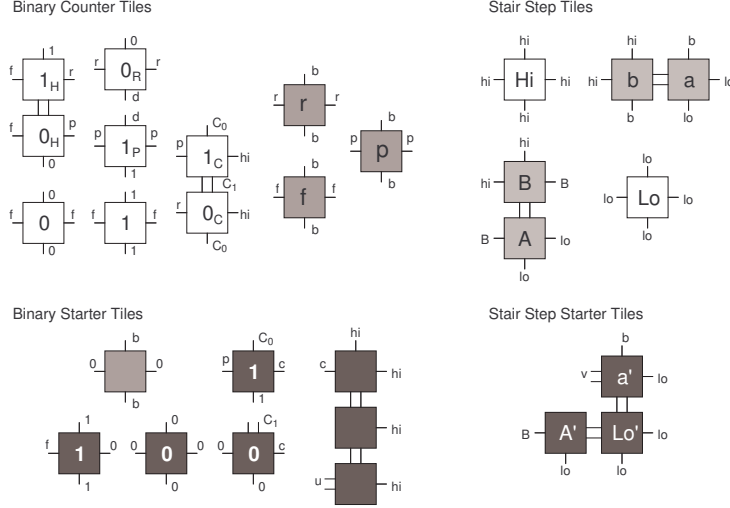 Binary Counter Tiles
Stair Step Tiles
1
f 1H r
0
r 0R r
d
f 0H p
0
d
p 1P p
1
0
f 0 f
0
1
f 1 f
1
C0
p 1C hi
C1
r 0C hi
C0
b
r r r
b
b
f f f
b
b
p p p
b
hi
hi Hi hi
hi
hi b
hi b a lo
b lo
hi
hi B B
B A lo
lo
lo
lo Lo lo
lo
Binary Starter Tiles
Stair Step Starter Tiles
b
0 0
b
C0
p 1 c
1
hi
c hi
hi
u hi
1
f 1 0
1
0
0 0 0
0
C1
0 0 c
0
b
v a' lo
B A' Lo' lo
lo lo